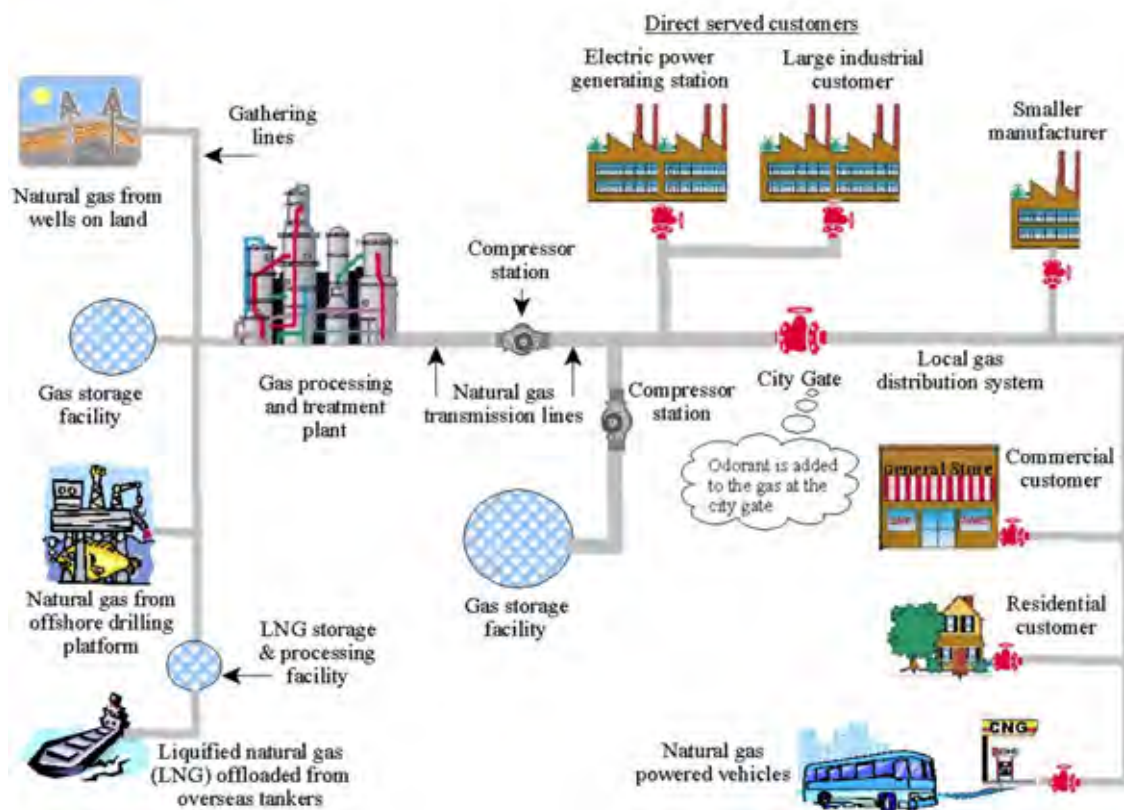 Direct served customers
Electric power
generating station
Large industrial
customer
Smaller
manufacturer
Gathering
lines
Natural gas from
wells on land
Compressor
station
Gas storage
facility
Gas processing
and treatment
plant
Natural gas
transmission lines
Compressor
station
City Gate
Local gas
distribution system
Odorant is added
to the gas at the
city gate
General Store
Commercial
customer
Natural gas from
offshore drilling
platform
Gas storage
facility
LNG storage
& processing
facility
Residential
customer
Liquified natural gas
(LNG) offloaded from
overseas tankers
Natural gas
powered vehicles
CNG